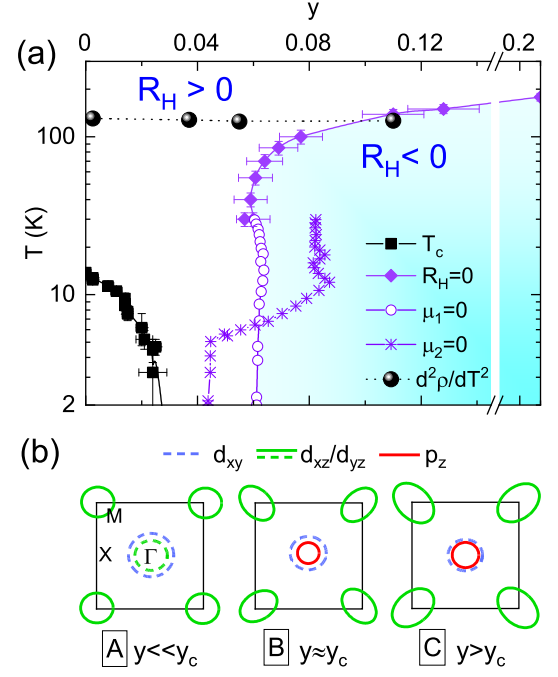 y
(a)
0 0.04 0.08 0.12 0.2
R_H > 0
100
R_H < 0
T (K)
T_c
R_H=0
10
μ_1=0
μ_2=0
d²ρ/dT²
2
(b)
d_xy d_xz/d_yz p_z
M
X Γ
A y<<y_c B y≈y_c C y>y_c